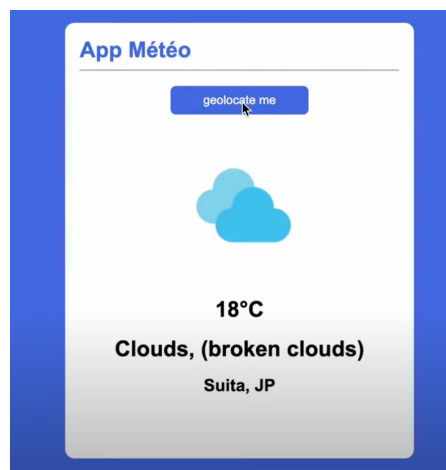 App Météo
geolocate me
18°C
Clouds, (broken clouds)
Suita, JP